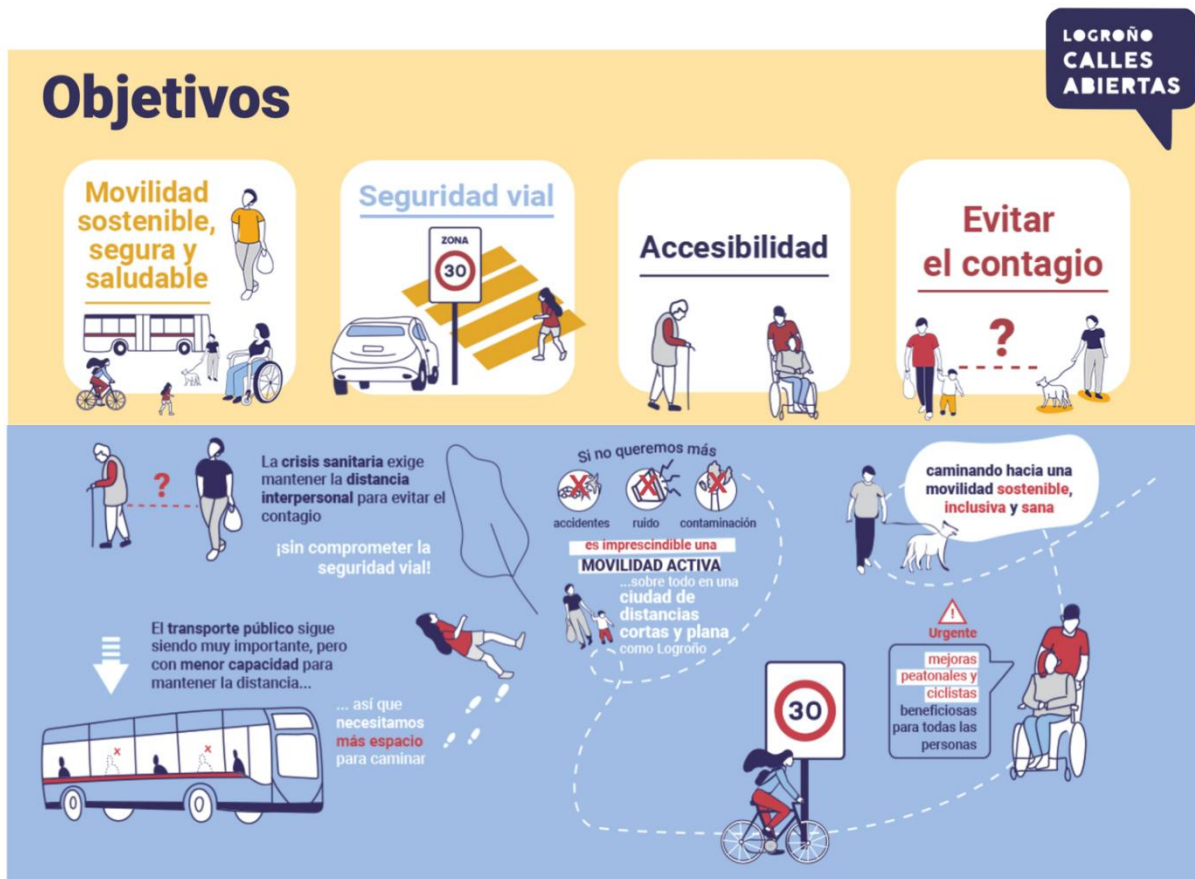 LOGROÑO
CALLES
ABIERTAS
Objetivos
Movilidad
sostenible,
segura y
saludable
Seguridad vial
ZONA
30
Accesibilidad
Evitar
el contagio
?
?
La crisis sanitaria exige
mantener la distancia
interpersonal para evitar el
contagio
¡sin comprometer la
seguridad vial!
El transporte público sigue
siendo muy importante, pero
con menor capacidad para
mantener la distancia...
... así que
necesitamos
más espacio
para caminar
Si no queremos más
accidentes
ruido
contaminación
es imprescindible una
MOVILIDAD ACTIVA
...sobre todo en una
ciudad de
distancias
cortas y plana
como Logroño
30
caminando hacia una
movilidad sostenible,
inclusiva y sana
!
Urgente
mejoras
peatonales y
ciclistas
beneficiosas
para todas las
personas